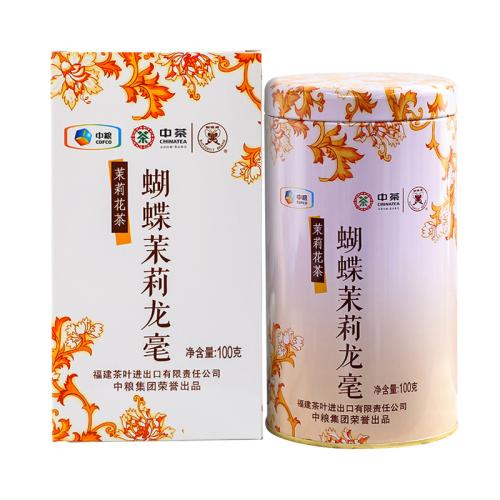 中粮
COFCO
中茶
CHINATEA
茉莉花茶
蝴蝶茉莉龙毫
净含量:100克
福建茶叶进出口有限责任公司
中粮集团荣誉出品
中粮
COFCO
中茶
CHINATEA
茉莉花茶
蝴蝶茉莉龙毫
净含量:100克
福建茶叶进出口有限责任公司
中粮集团荣誉出品